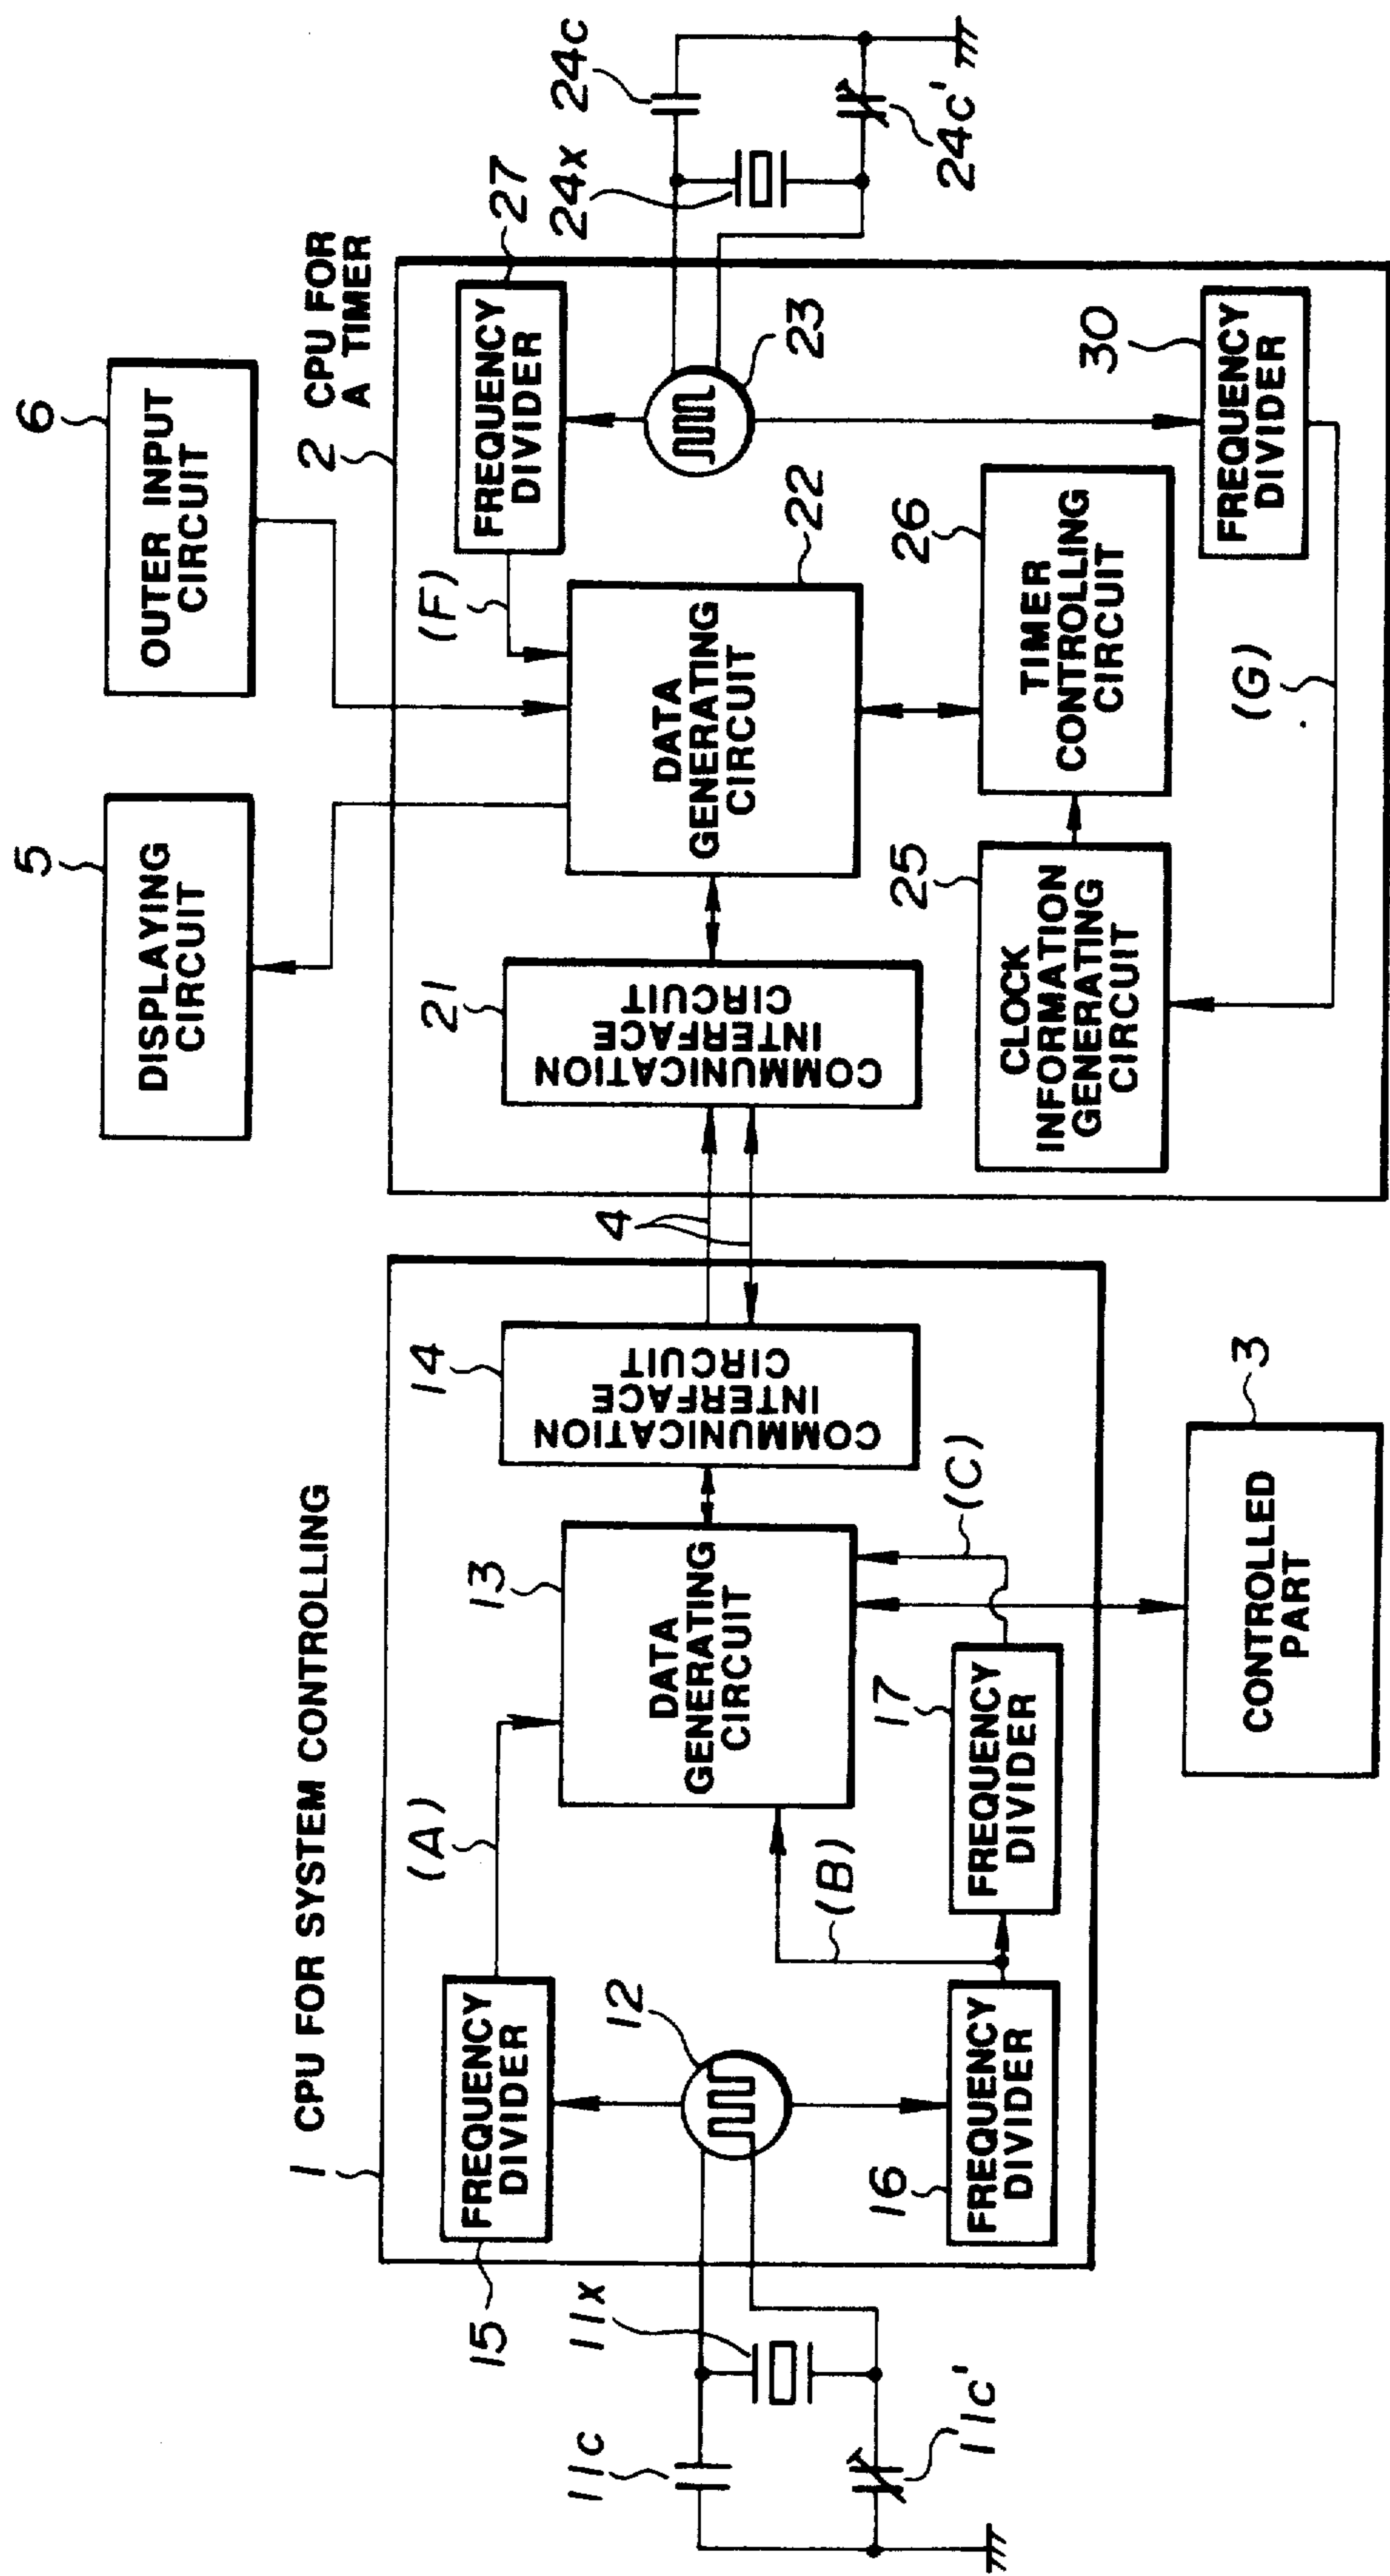 5
DISPLAYING
CIRCUIT
6
OUTER INPUT
CIRCUIT
CPU FOR SYSTEM CONTROLLING
1
2
CPU FOR
A TIMER
15
FREQUENCY
DIVIDER
(A)
13
DATA
GENERATING
CIRCUIT
14
COMMUNICATION
INTERFACE
CIRCUIT
4
21
COMMUNICATION
INTERFACE
CIRCUIT
DATA
GENERATING
CIRCUIT
22
(F)
FREQUENCY
DIVIDER
27
11c
11x
11c'
12
23
24x
24c
24c'
16
FREQUENCY
DIVIDER
(B)
17
FREQUENCY
DIVIDER
(C)
25
CLOCK
INFORMATION
GENERATING
CIRCUIT
26
TIMER
CONTROLLING
CIRCUIT
30
FREQUENCY
DIVIDER
(G)
3
CONTROLLED
PART